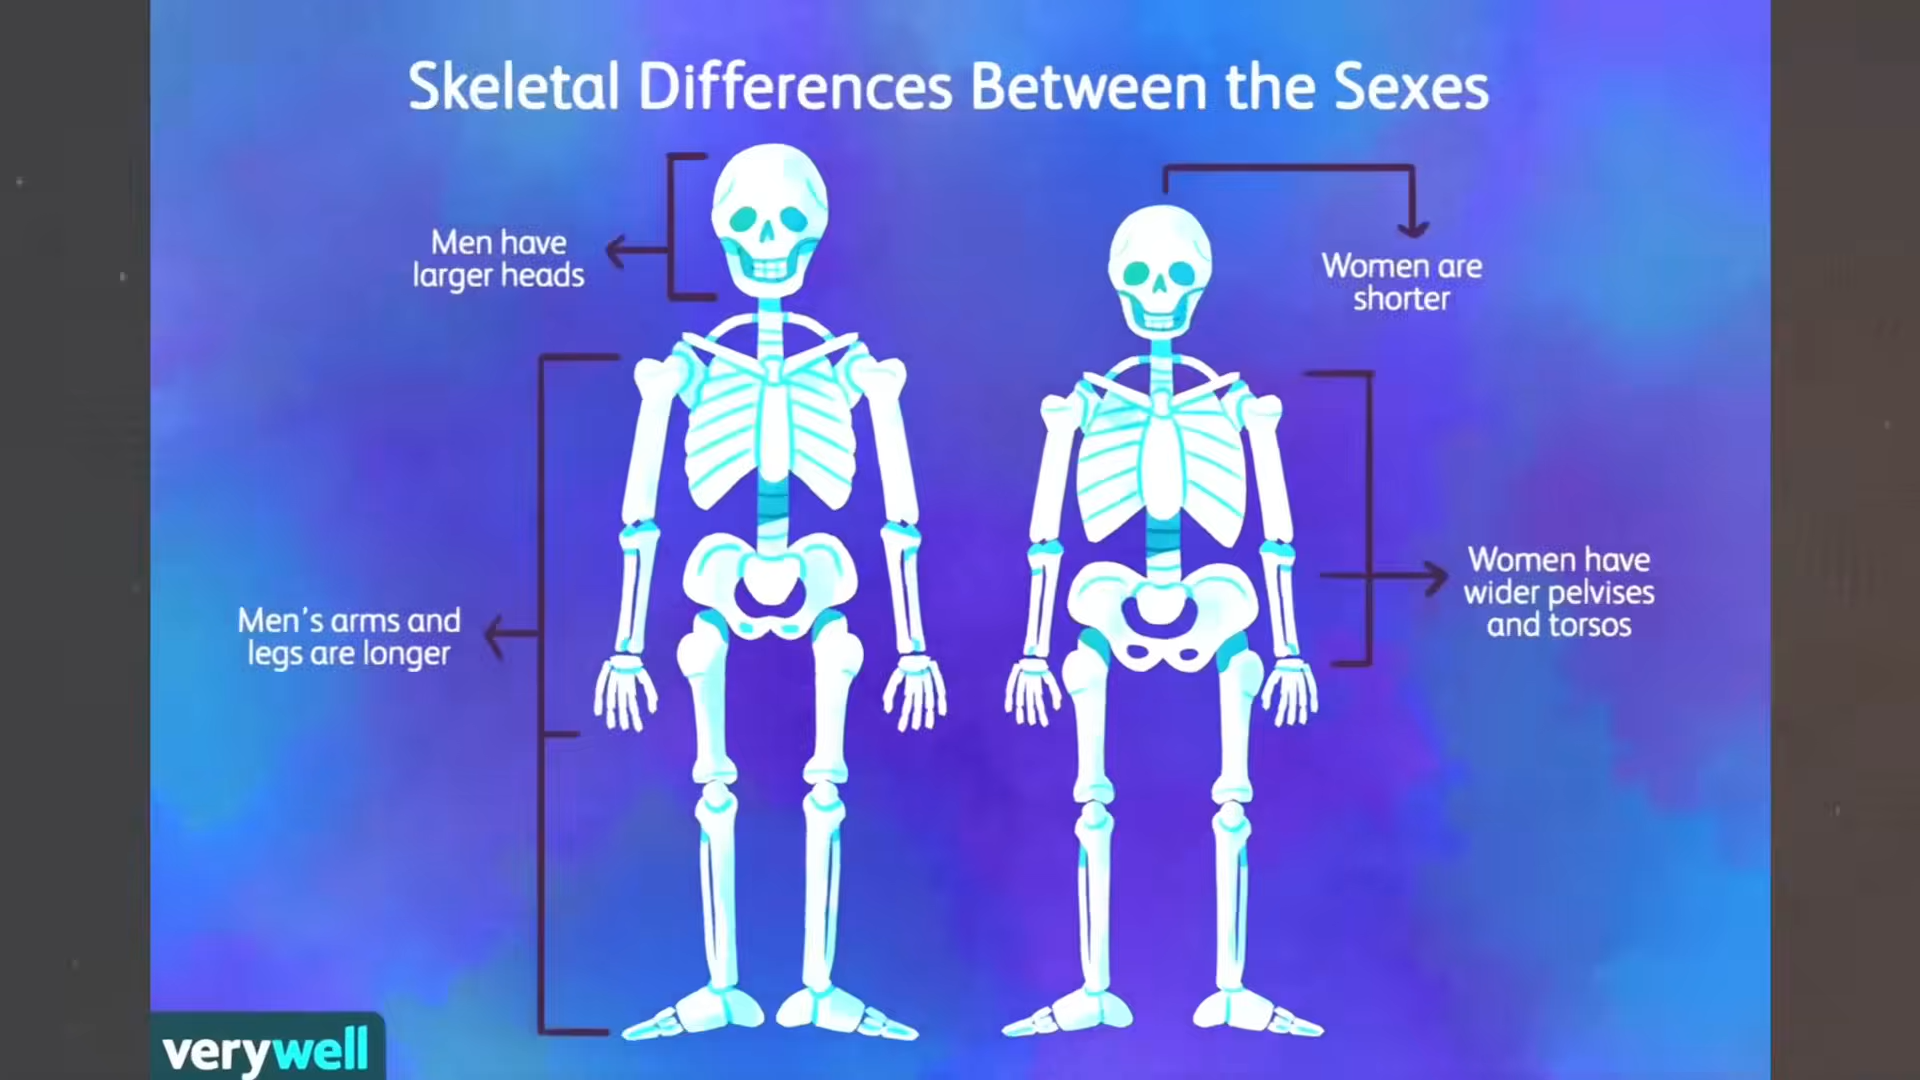 Skeletal Differences Between the Sexes
Men have
larger heads
Women are
shorter
Women have
wider pelvises
and torsos
Men's arms and
legs are longer
verywell